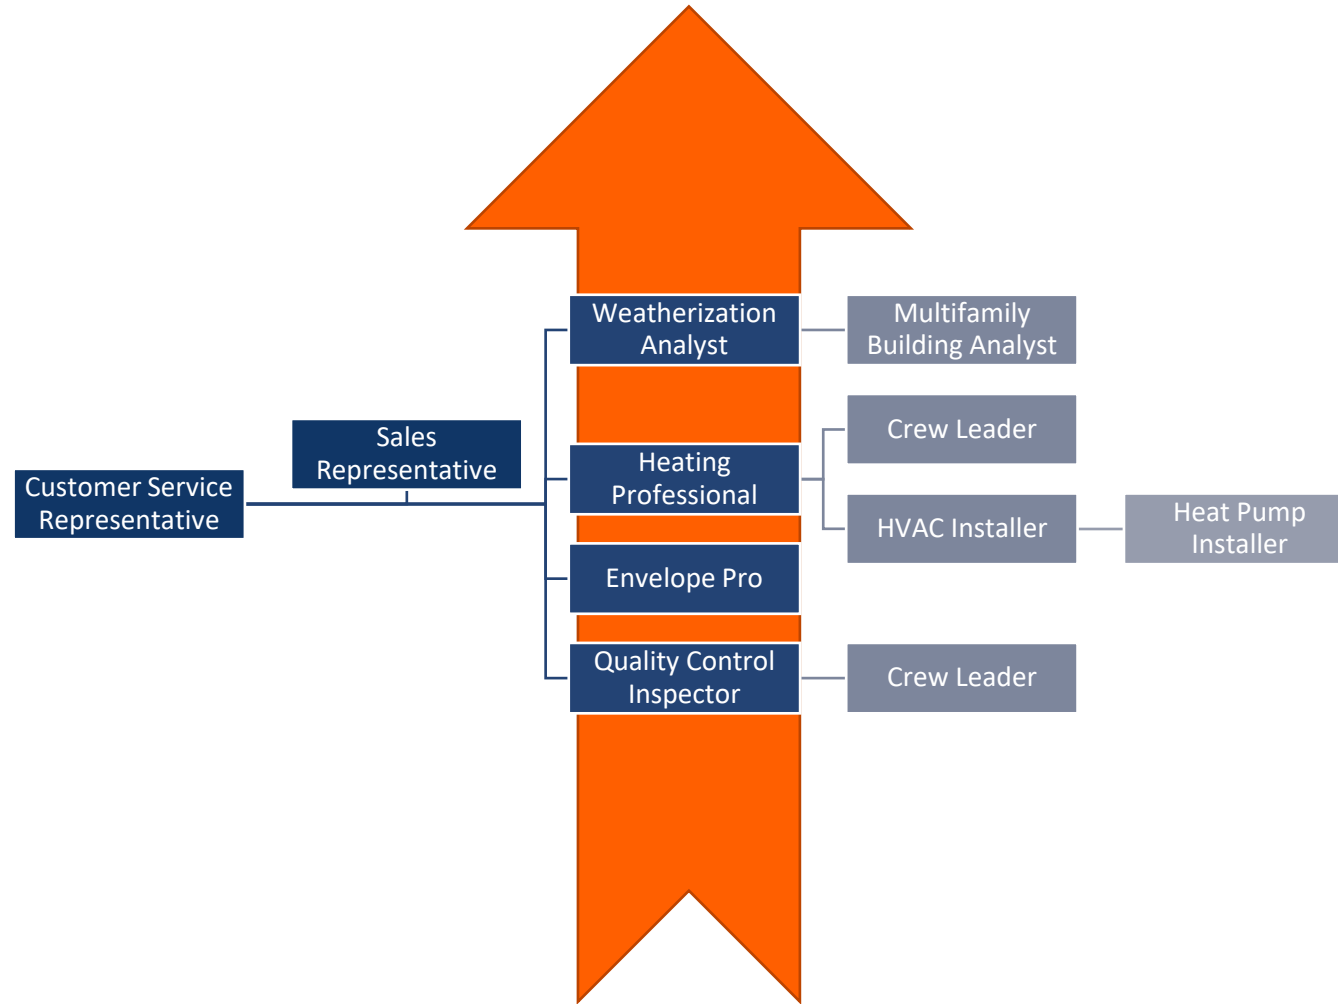 Customer Service
Representative
Sales
Representative
Weatherization
Analyst
Heating
Professional
Envelope Pro
Quality Control
Inspector
Multifamily
Building Analyst
Crew Leader
HVAC Installer
Crew Leader
Heat Pump
Installer